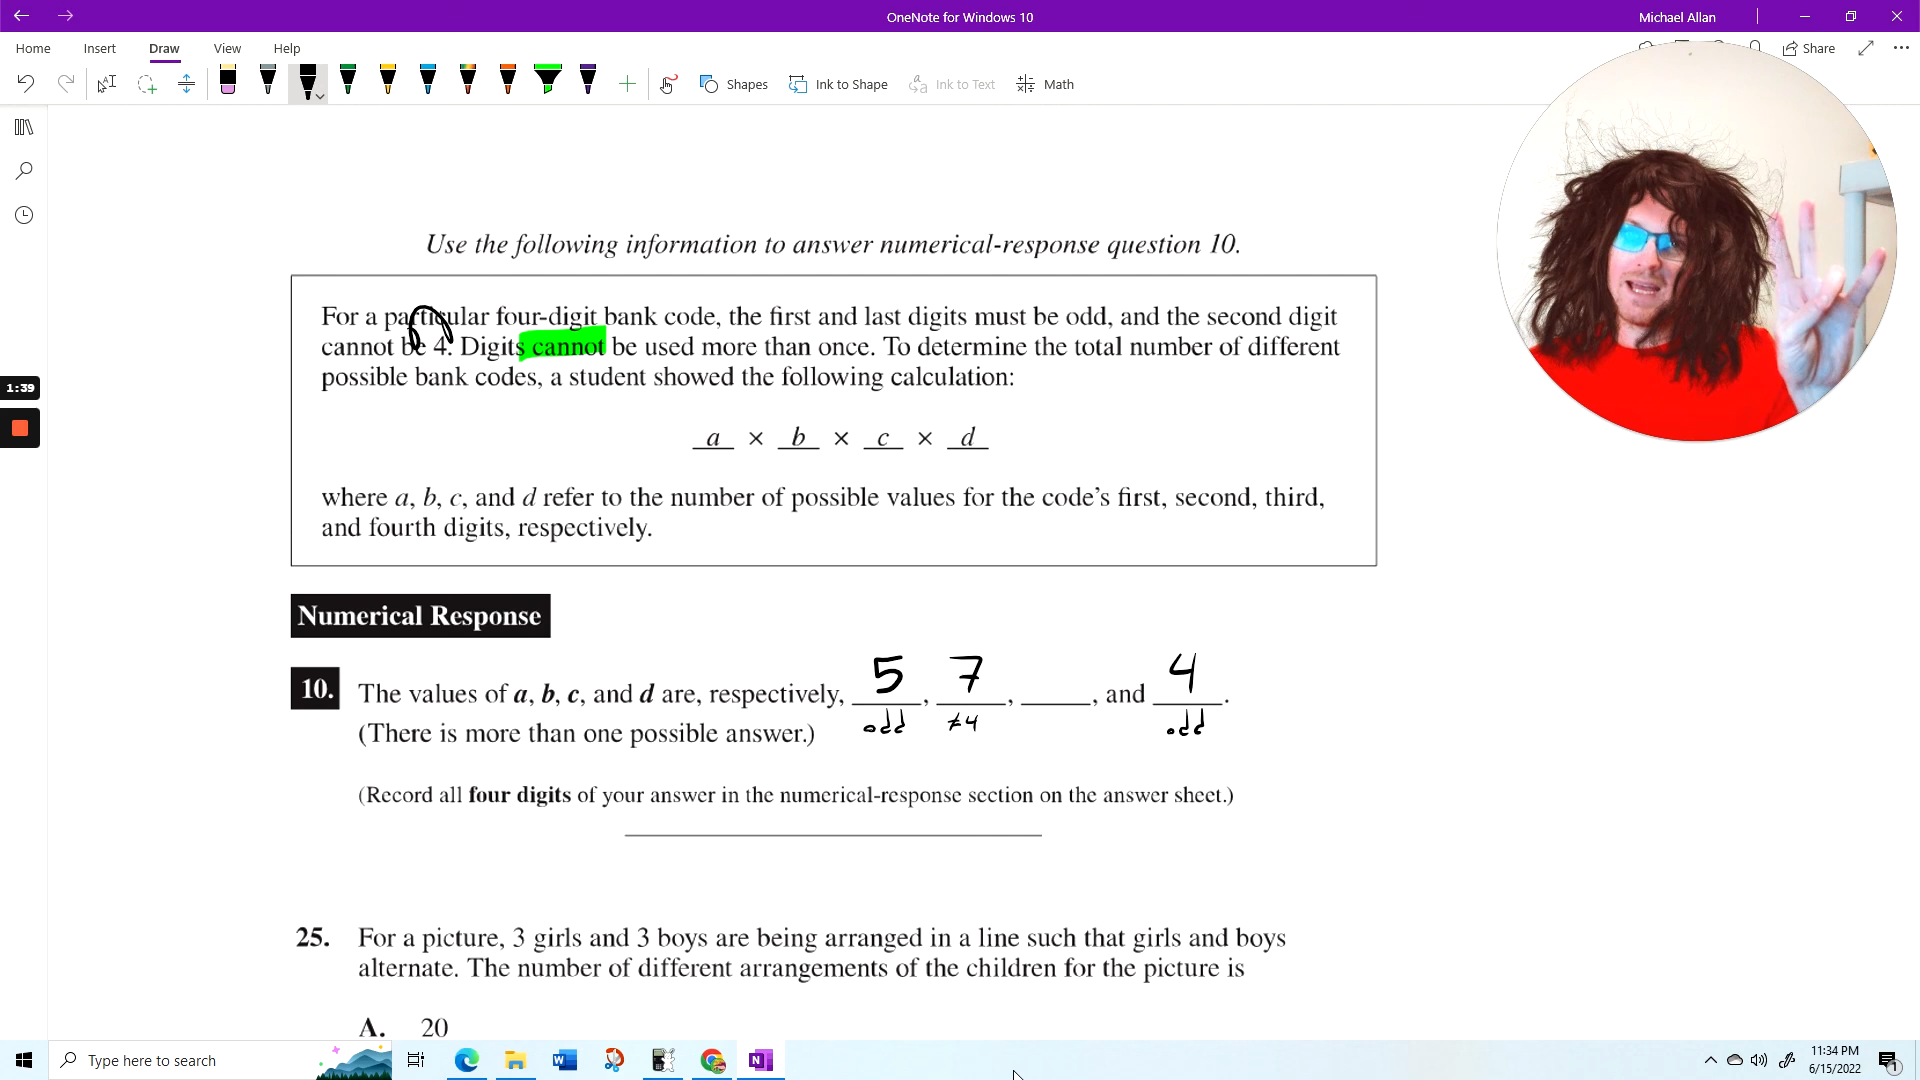 OneNote for Windows 10
Michael Allan
Home Insert Draw View Help
Share
Shapes Ink to Shape Ink to Text Math
Use the following information to answer numerical-response question 10.
For a particular four-digit bank code, the first and last digits must be odd, and the second digit
cannot be 4. Digits cannot be used more than once. To determine the total number of different
possible bank codes, a student showed the following calculation:
a × b × c × d
where a, b, c, and d refer to the number of possible values for the code’s first, second, third,
and fourth digits, respectively.
1:39
Numerical Response
5 7 4
10. The values of a, b, c, and d are, respectively, ______, ______, ______, and ______.
odd ≠4 odd
(There is more than one possible answer.)
(Record all four digits of your answer in the numerical-response section on the answer sheet.)
25. For a picture, 3 girls and 3 boys are being arranged in a line such that girls and boys
alternate. The number of different arrangements of the children for the picture is
A. 20
Type here to search
11:34 PM
6/15/2022
1